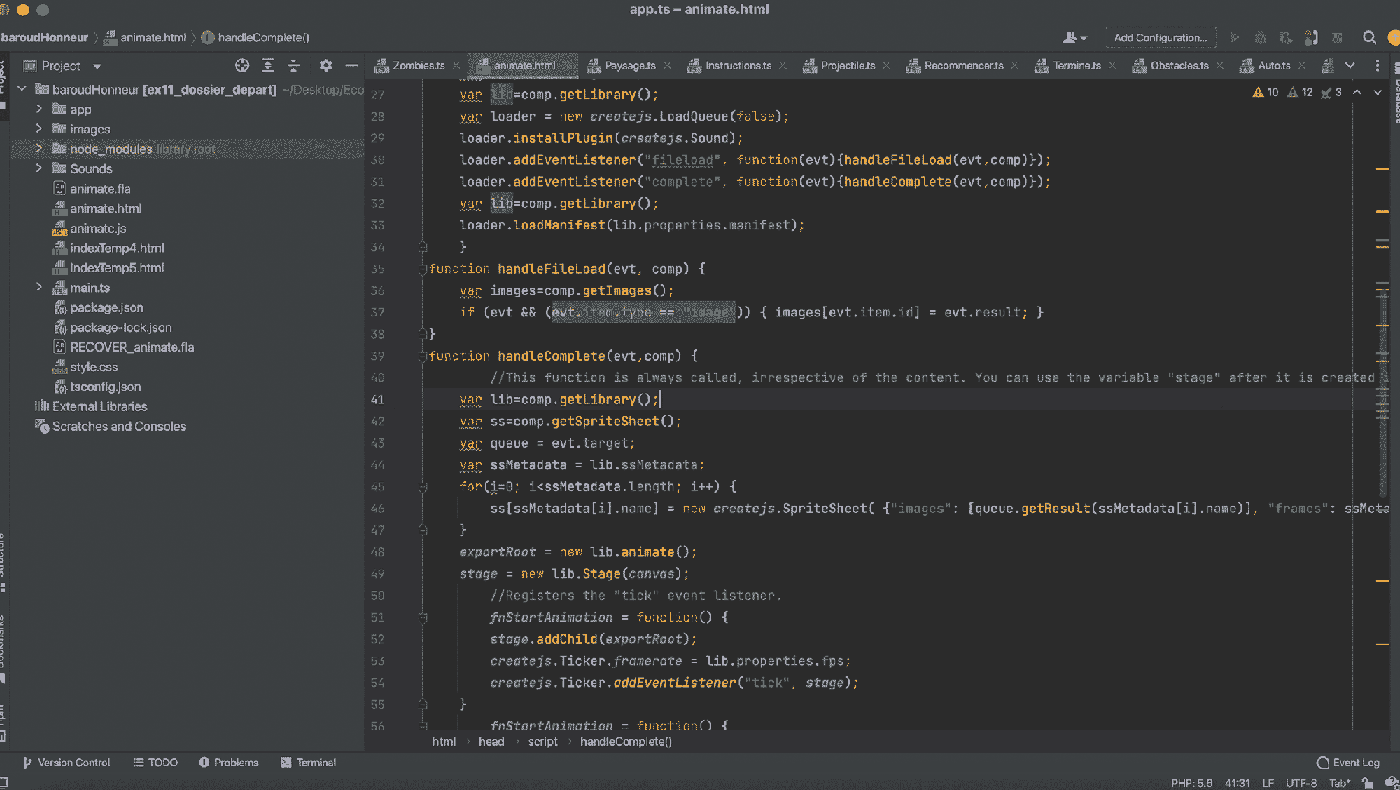 app.ts – animate.html
baroudHonneur animate.html handleComplete()
Add Configuration...
Project
Zombies.ts animate.html Paysage.ts Instructions.ts Projectile.ts Recommencer.ts Termine.ts Obstacles.ts Auto.ts
baroudHonneur [ex11_dossier_depart] ~/Desktop/Eco
app
images
node_modules library root
Sounds
animate.fla
animate.html
animate.js
indexTemp4.html
indexTemp5.html
main.ts
package.json
package-lock.json
RECOVER_animate.fla
style.css
tsconfig.json
External Libraries
Scratches and Consoles
10 12 3
27 var lib=comp.getLibrary();
28 var loader = new createjs.LoadQueue(false);
29 loader.installPlugin(createjs.Sound);
30 loader.addEventListener("fileload", function(evt){handleFileLoad(evt,comp)});
31 loader.addEventListener("complete", function(evt){handleComplete(evt,comp)});
32 var lib=comp.getLibrary();
33 loader.loadManifest(lib.properties.manifest);
34 }
35 function handleFileLoad(evt, comp) {
36 var images=comp.getImages();
37 if (evt && (evt.item.type == "image")) { images[evt.item.id] = evt.result; }
38 }
39 function handleComplete(evt,comp) {
40 //This function is always called, irrespective of the content. You can use the variable "stage" after it is created
41 var lib=comp.getLibrary();
42 var ss=comp.getSpriteSheet();
43 var queue = evt.target;
44 var ssMetadata = lib.ssMetadata;
45 for(i=0; i<ssMetadata.length; i++) {
46 ss[ssMetadata[i].name] = new createjs.SpriteSheet( {"images": [queue.getResult(ssMetadata[i].name)], "frames": ssMeta
47 }
48 exportRoot = new lib.animate();
49 stage = new lib.Stage(canvas);
50 //Registers the "tick" event listener.
51 fnStartAnimation = function() {
52 stage.addChild(exportRoot);
53 createjs.Ticker.framerate = lib.properties.fps;
54 createjs.Ticker.addEventListener("tick", stage);
55 }
56 fnStartAnimation = function() {
html head script handleComplete()
Version Control TODO Problems Terminal Event Log
PHP: 5.6 41:31 LF UTF-8 Tab*